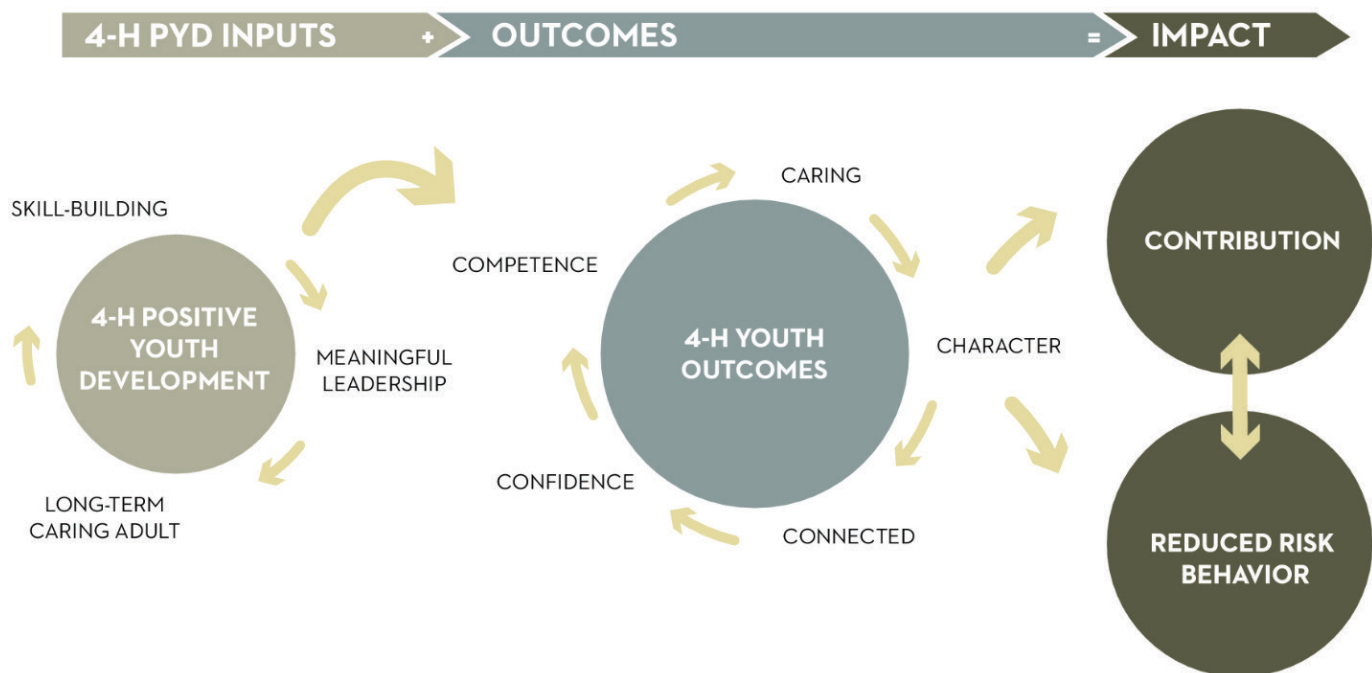 4-H PYD INPUTS + OUTCOMES = IMPACT
SKILL-BUILDING
4-H POSITIVE
YOUTH
DEVELOPMENT
MEANINGFUL
LEADERSHIP
LONG-TERM
CARING ADULT
CARING
COMPETENCE
4-H YOUTH
OUTCOMES
CHARACTER
CONFIDENCE
CONNECTED
CONTRIBUTION
REDUCED RISK
BEHAVIOR